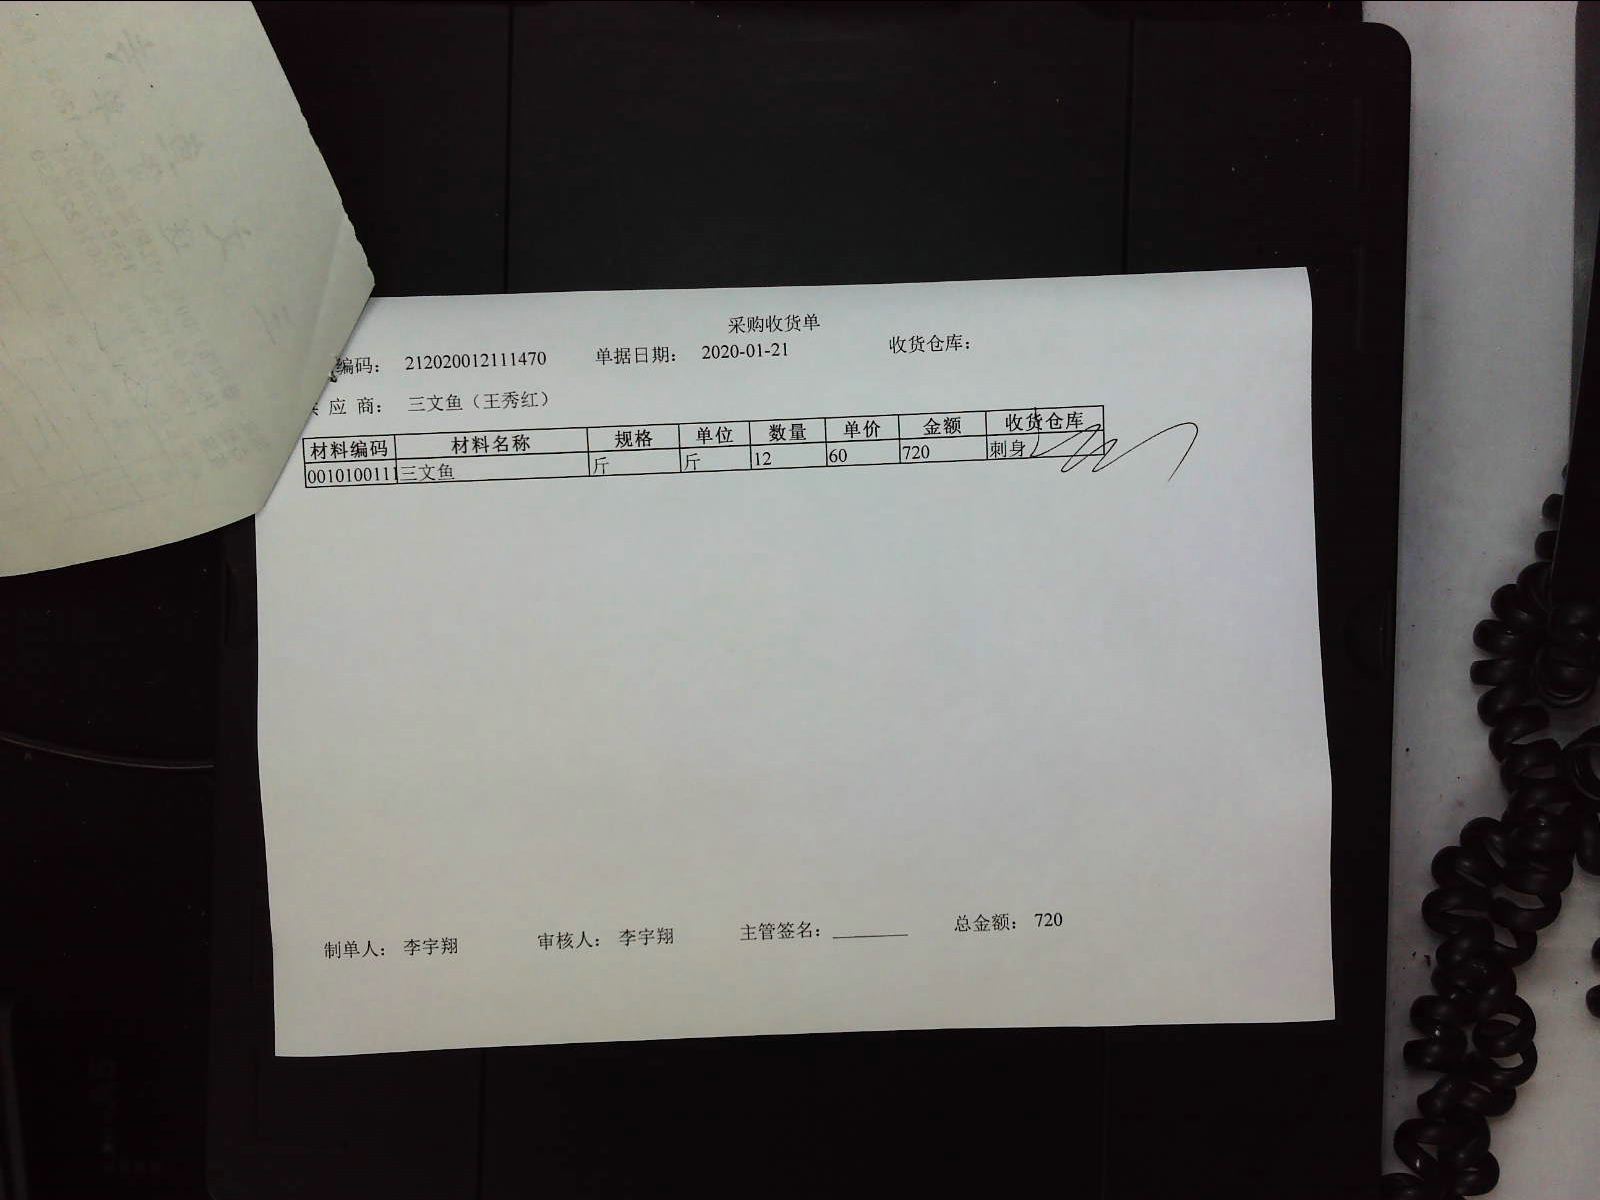 采购收货单
编码： 212020012111470 单据日期： 2020-01-21 收货仓库：
应 商： 三文鱼（王秀红）
材料编码 材料名称 规格 单位 数量 单价 金额 收货仓库
0010100111 三文鱼 斤 斤 12 60 720 刺身
制单人： 李宇翔 审核人： 李宇翔 主管签名： 总金额： 720